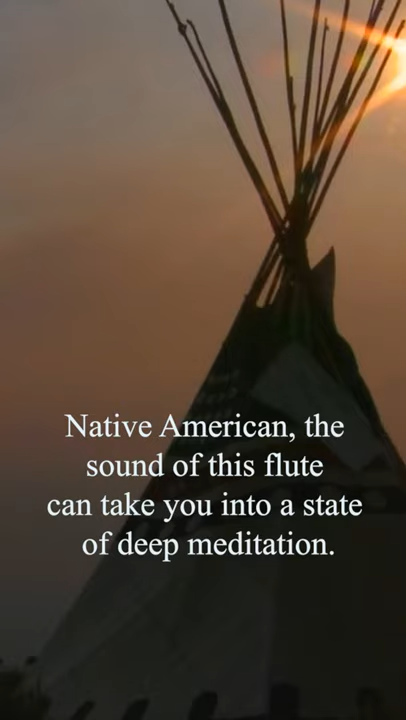 Native American, the
sound of this flute
can take you into a state
of deep meditation.